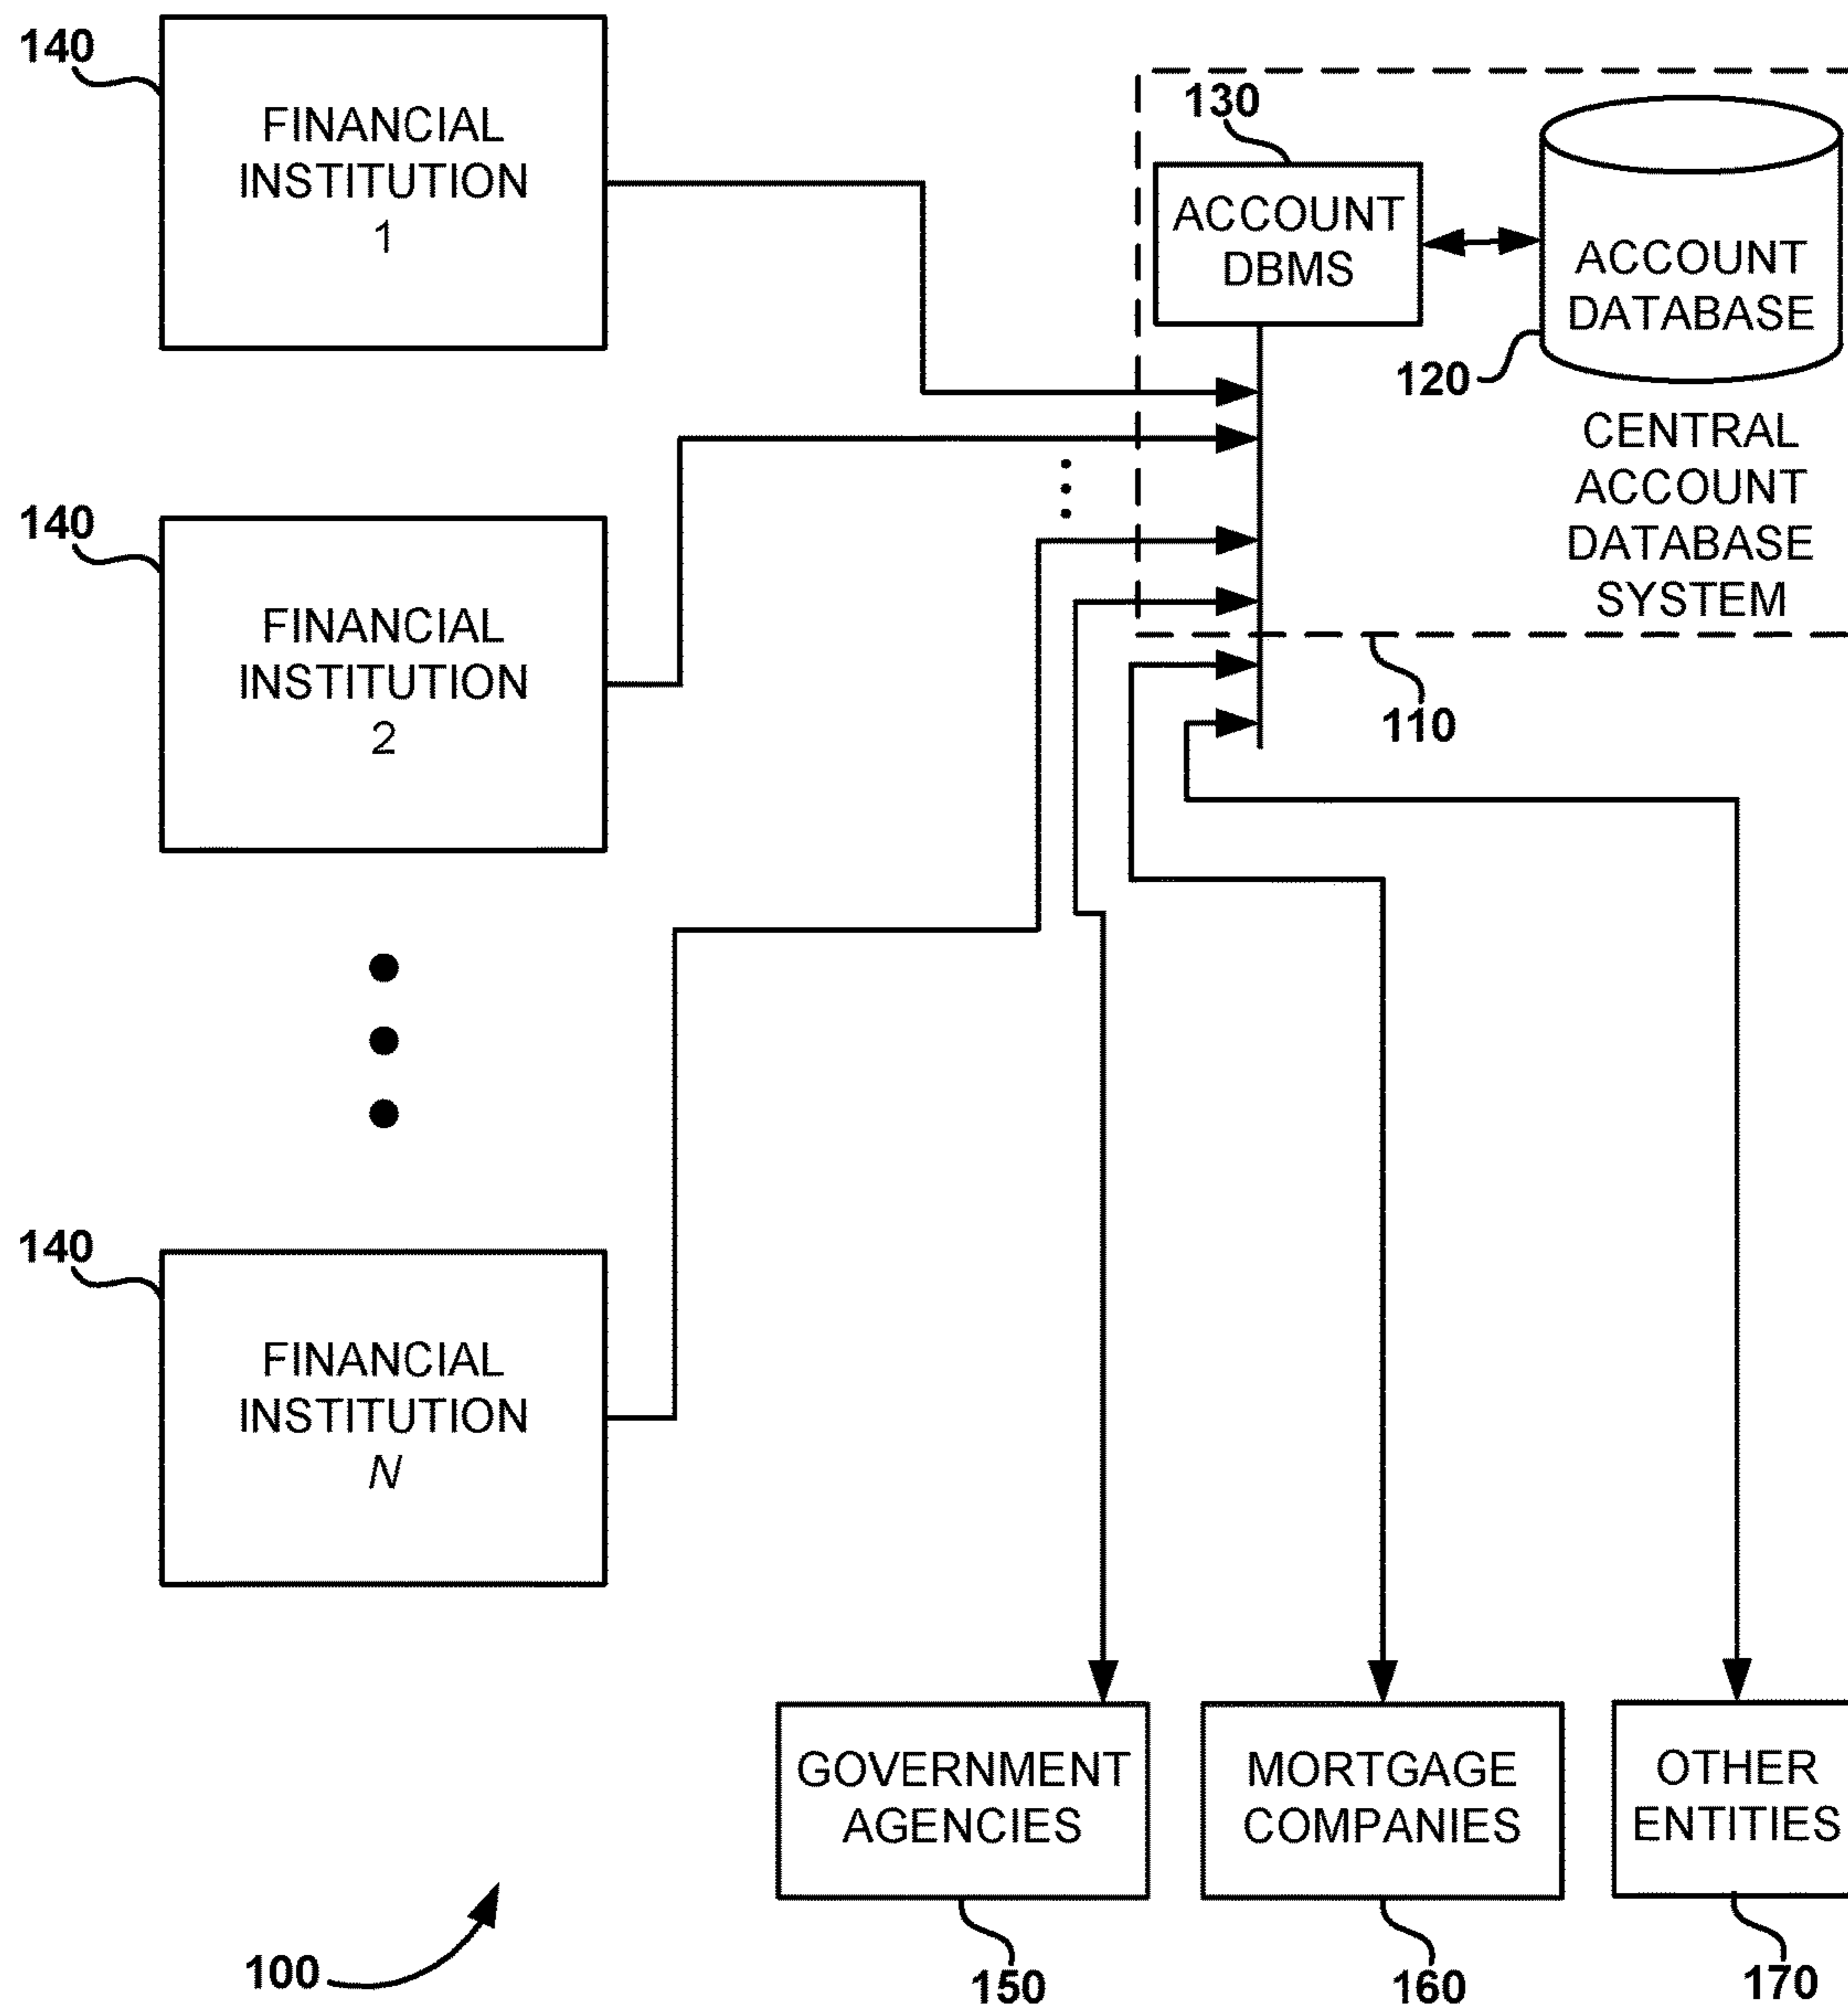 140
FINANCIAL
INSTITUTION
1
130
ACCOUNT
DBMS
ACCOUNT
DATABASE
120
CENTRAL
ACCOUNT
DATABASE
SYSTEM
110
140
FINANCIAL
INSTITUTION
2
140
FINANCIAL
INSTITUTION
N
GOVERNMENT
AGENCIES
MORTGAGE
COMPANIES
OTHER
ENTITIES
100
150
160
170